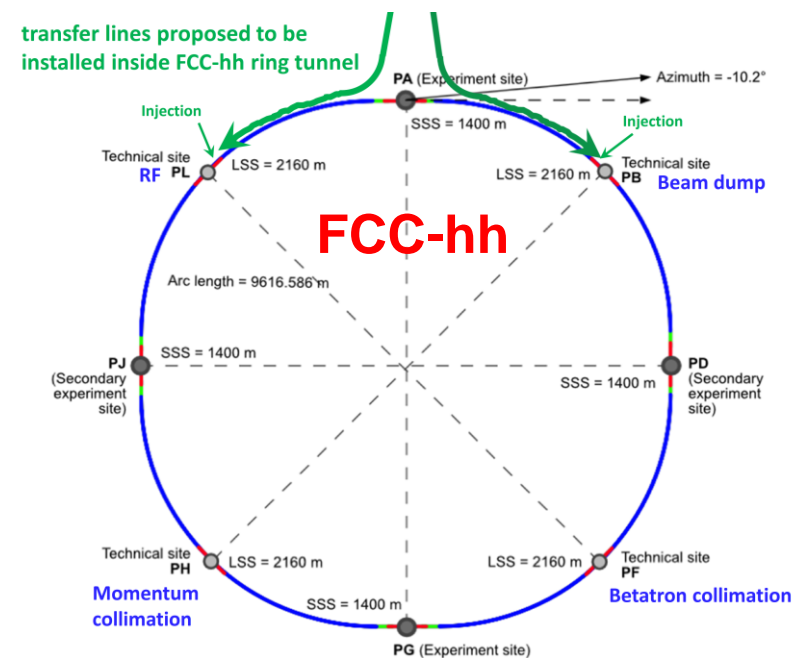 transfer lines proposed to be
installed inside FCC-hh ring tunnel
PA (Experiment site)
Azimuth = -10.2°
Injection
SSS = 1400 m
Injection
Technical site
RF PL
LSS = 2160 m
LSS = 2160 m
Technical site
PB
Beam dump
FCC-hh
Arc length = 9616.586 m
PJ
(Secondary
experiment
site)
SSS = 1400 m
SSS = 1400 m
PD
(Secondary
experiment
site)
Technical site
PH
LSS = 2160 m
LSS = 2160 m
Technical site
PF
Momentum
collimation
SSS = 1400 m
Betatron collimation
PG (Experiment site)